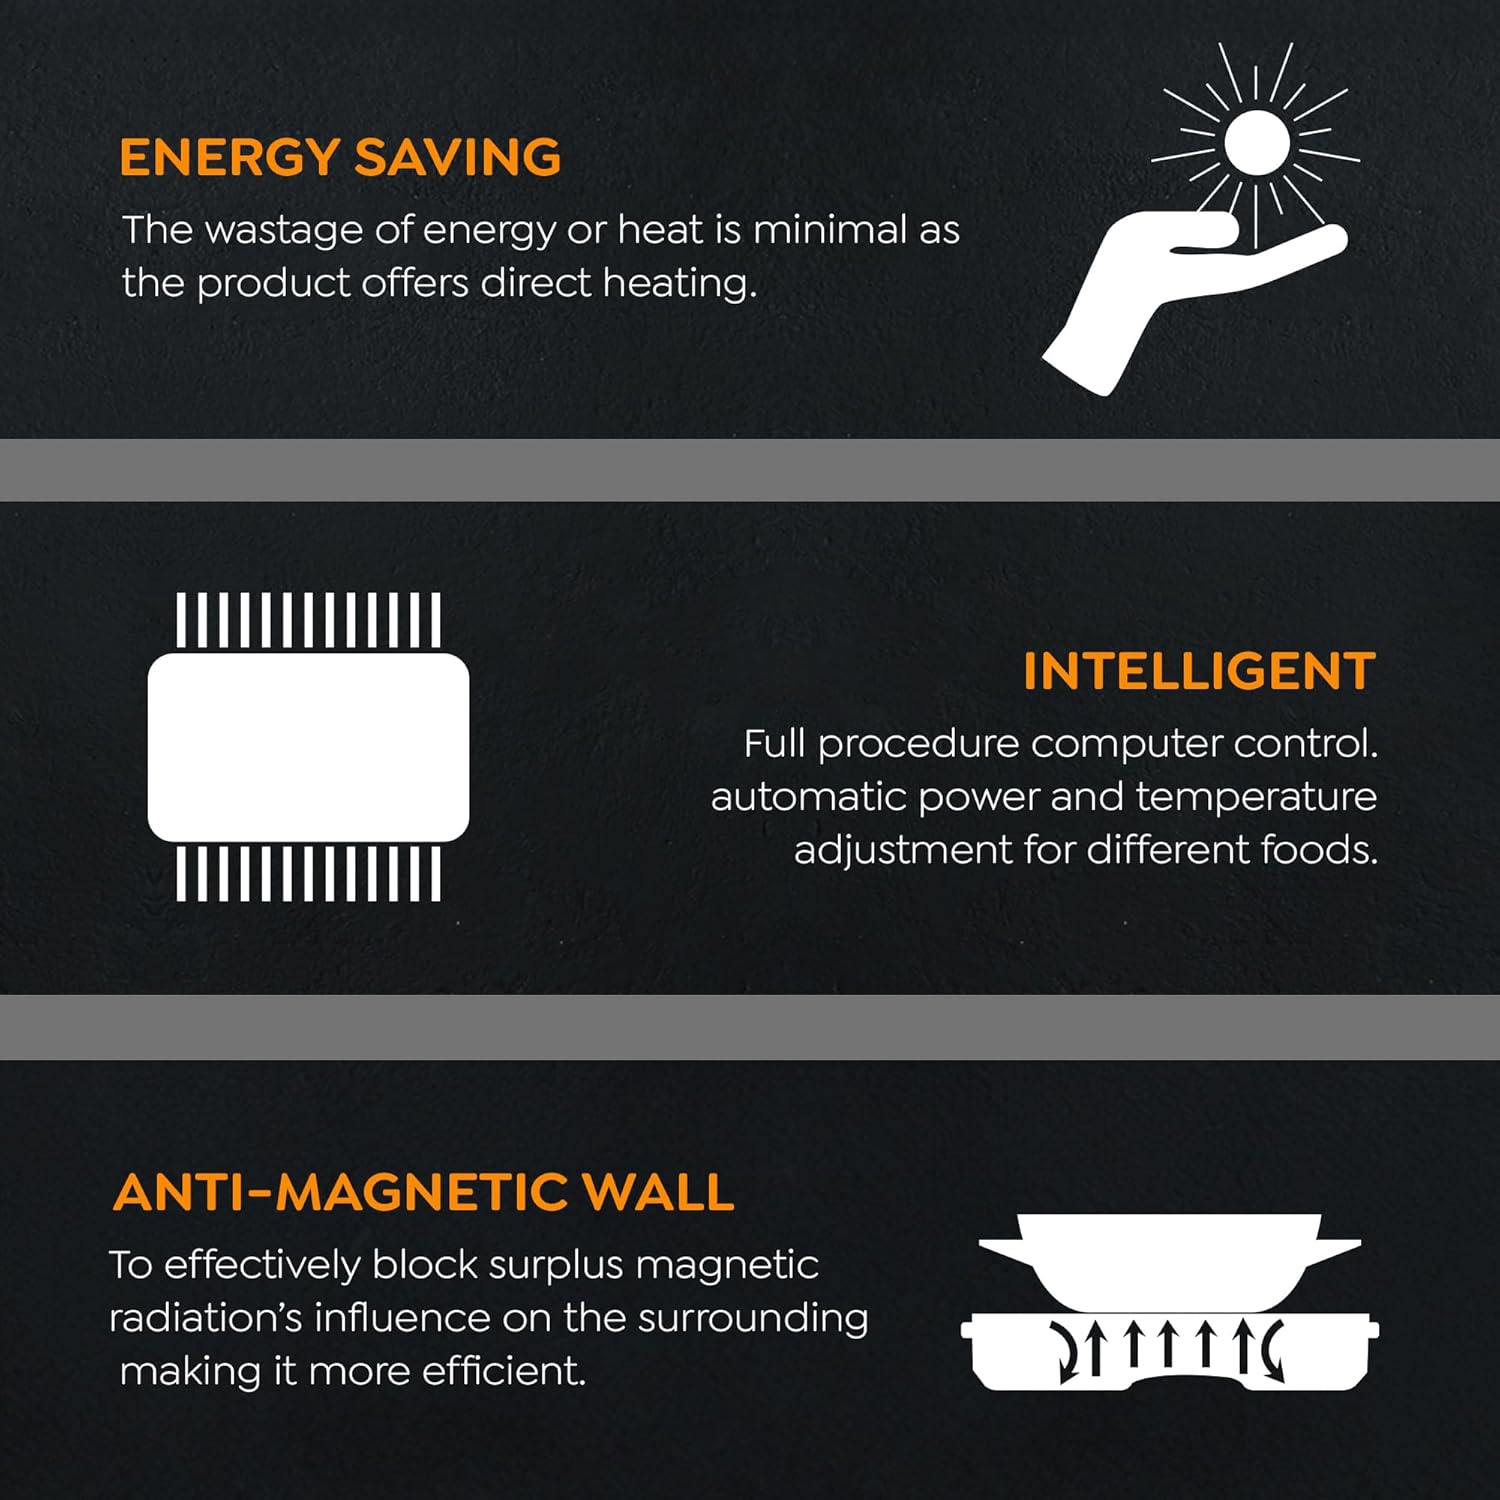 ENERGY SAVING
The wastage of energy or heat is minimal as
the product offers direct heating.
INTELLIGENT
Full procedure computer control.
automatic power and temperature
adjustment for different foods.
ANTI-MAGNETIC WALL
To effectively block surplus magnetic
radiation’s influence on the surrounding
making it more efficient.